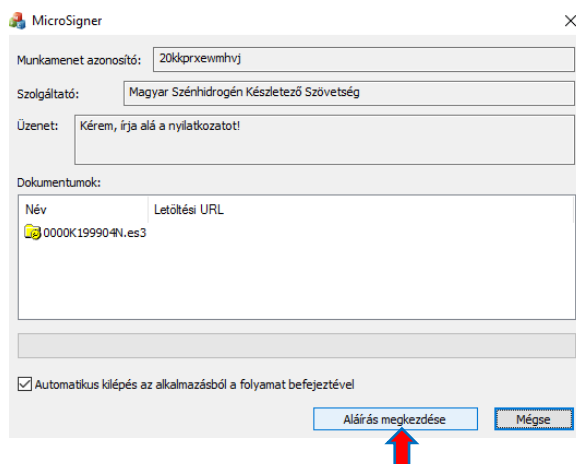 MicroSigner
Munkamenet azonosító: 20kkprxewmhvj
Szolgáltató: Magyar Szénhidrogén Készletező Szövetség
Üzenet: Kérem, írja alá a nyilatkozatot!
Dokumentumok:
Név Letöltési URL
0000K199904N.es3
Automatikus kilépés az alkalmazásból a folyamat befejeztével
Aláírás megkezdése Mégse